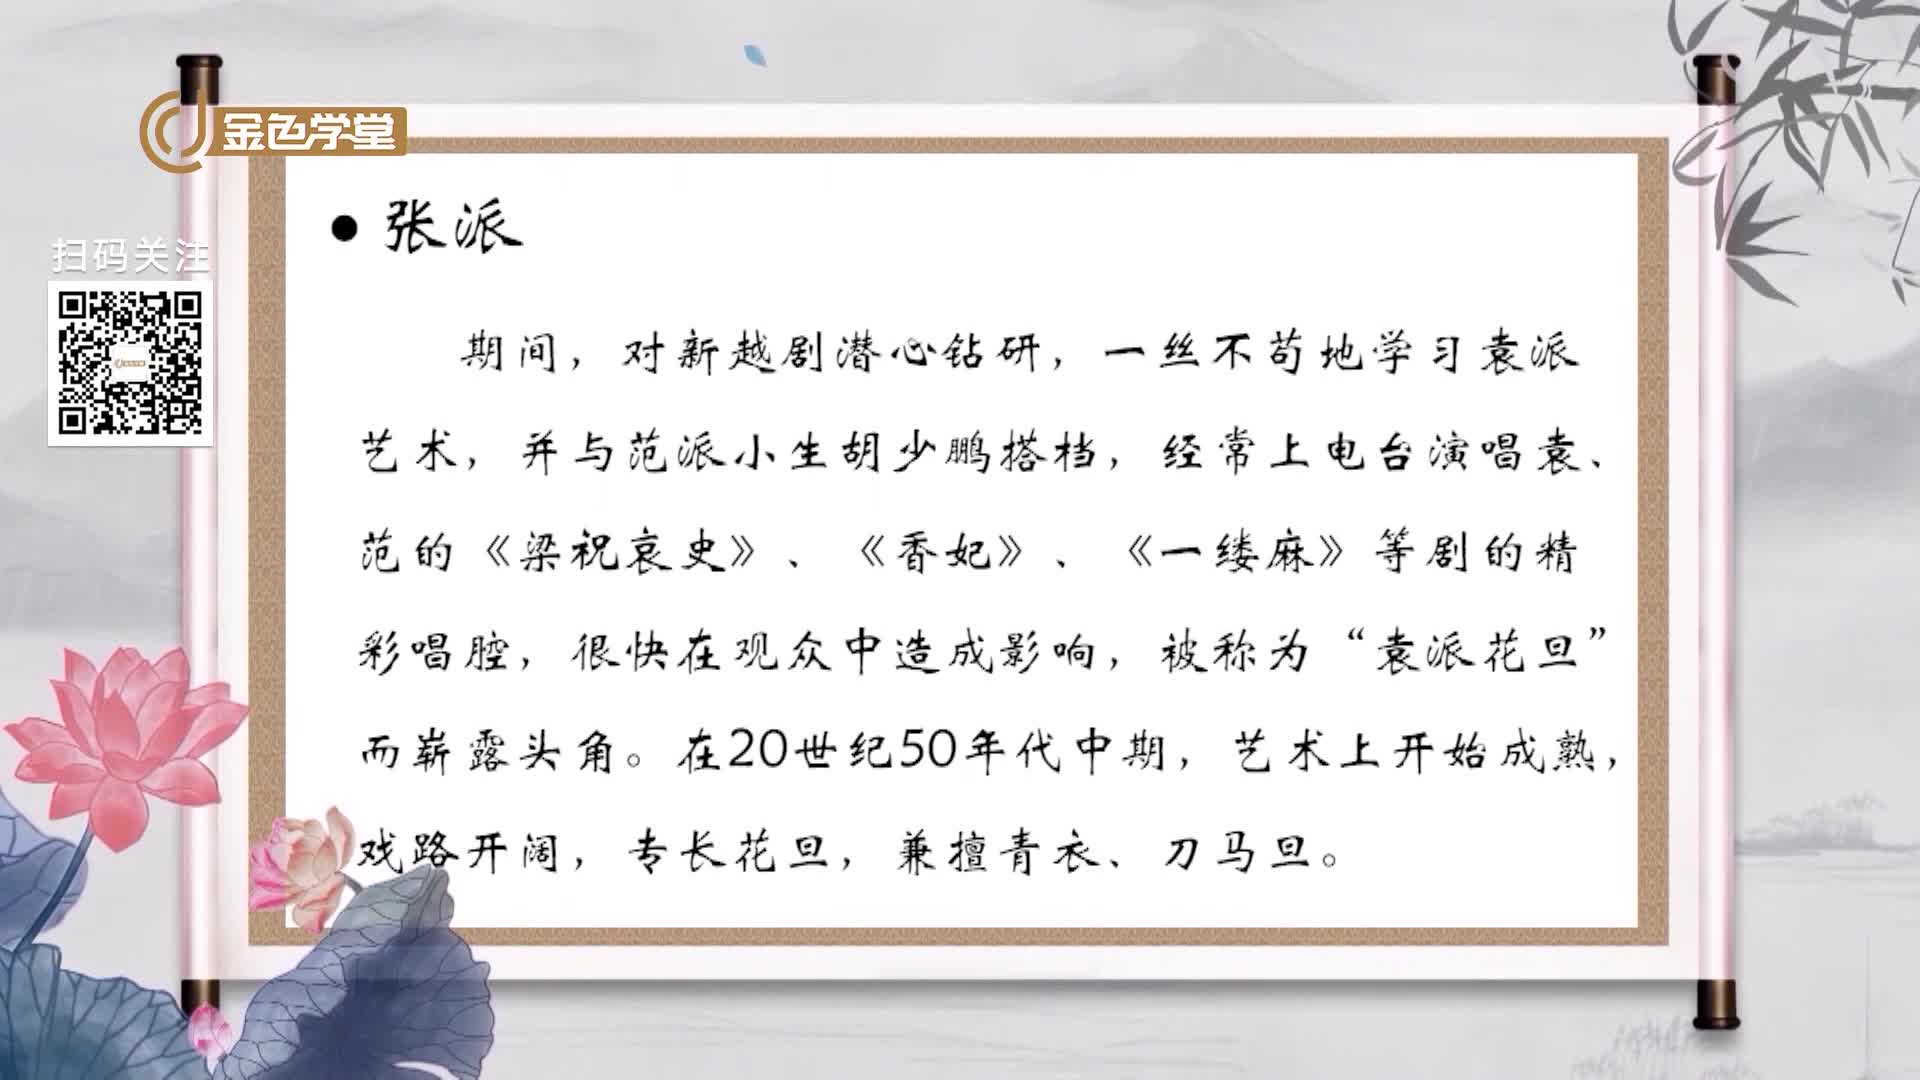 金色学堂
扫码关注
• 张派
期间，对新越剧潜心钻研，一丝不苟地学习袁派
艺术，并与范派小生胡少鹏搭档，经常上电台演唱袁、
范的《梁祝哀史》、《香妃》、《一缕麻》等剧的精
彩唱腔，很快在观众中造成影响，被称为“袁派花旦”
而崭露头角。在20世纪50年代中期，艺术上开始成熟，
戏路开阔，专长花旦，兼擅青衣、刀马旦。